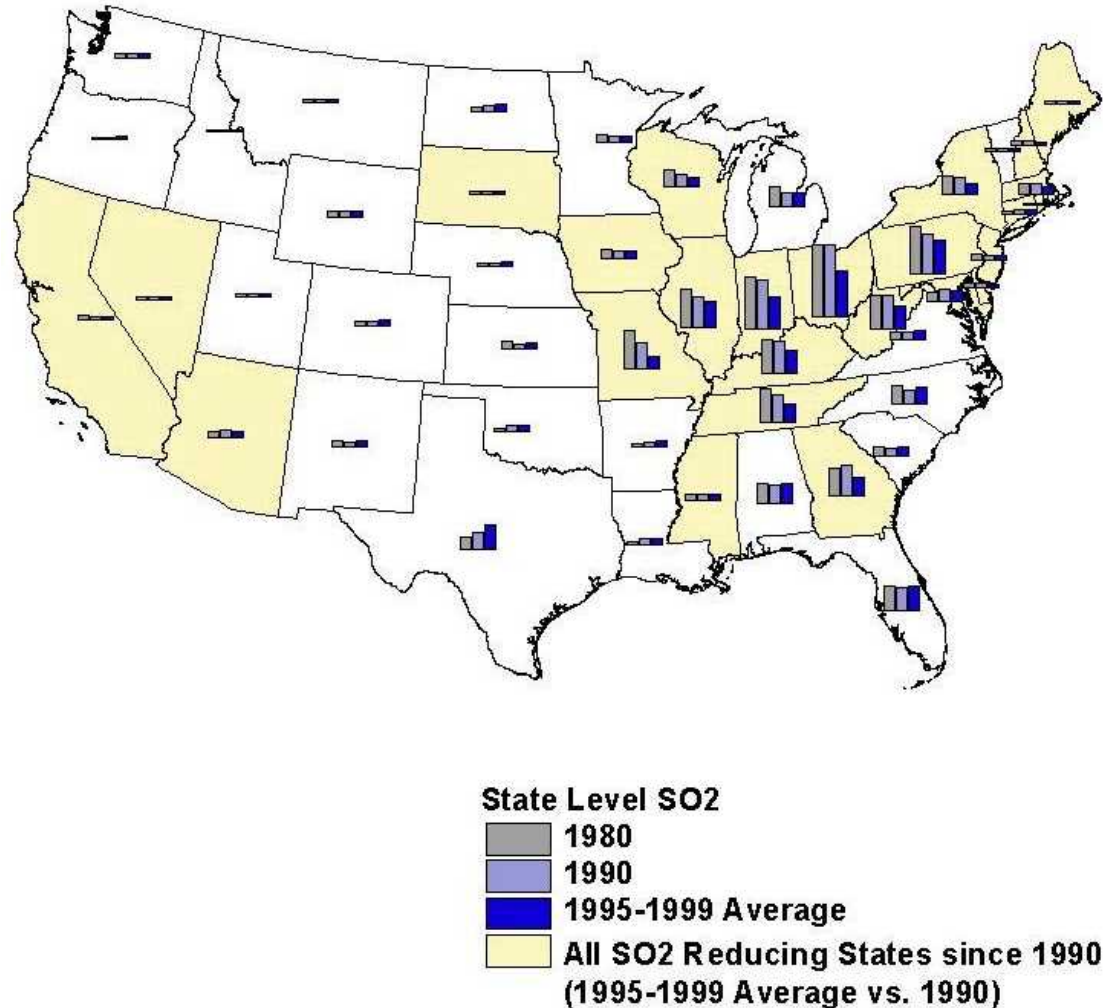 State Level SO2
1980
1990
1995-1999 Average
All SO2 Reducing States since 1990
(1995-1999 Average vs. 1990)